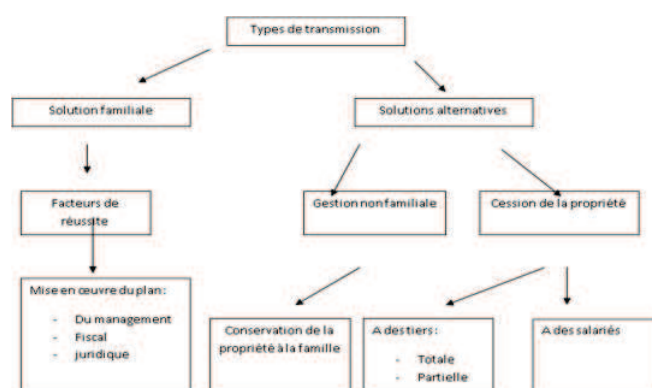 Types de transmission
Solution familiale
Solutions alternatives
Facteurs de
réussite
Gestion non familiale
Cession de la propriété
Mise en œuvre du plan :
- Du management
- Fiscal
- juridique
Conservation de la
propriété à la famille
A des tiers :
- Totale
- Partielle
A des salariés